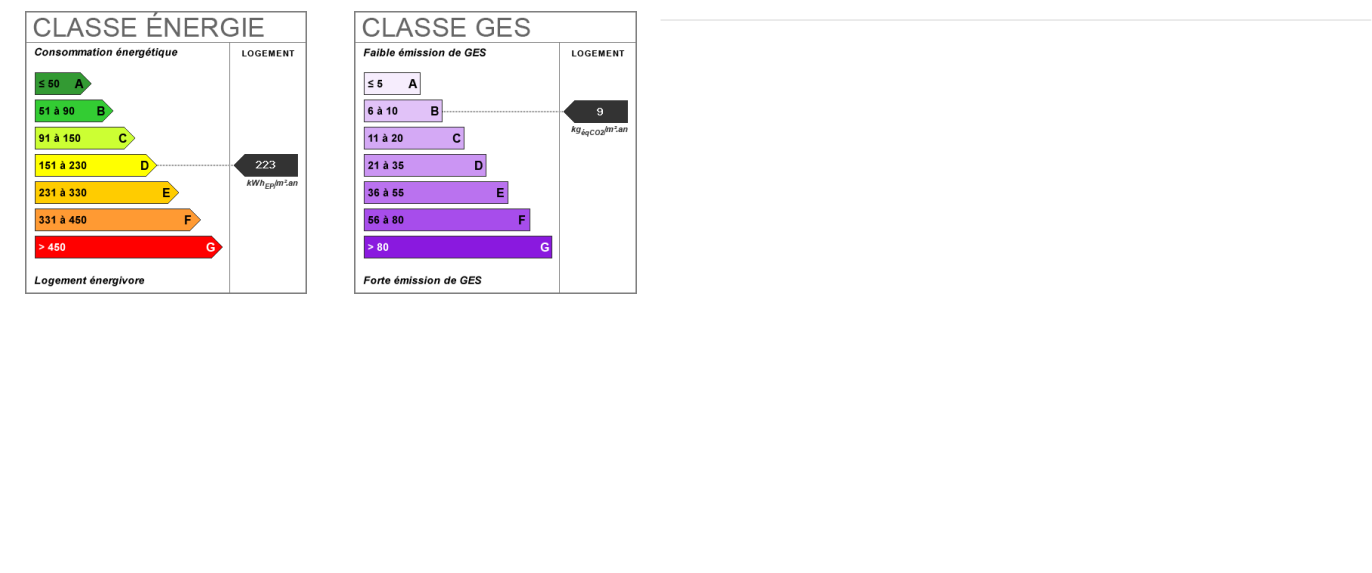 CLASSE ÉNERGIE
Consommation énergétique
LOGEMENT
≤ 50 A
51 à 90 B
91 à 150 C
151 à 230 D
223
kWhEP/m².an
231 à 330 E
331 à 450 F
> 450 G
Logement énergivore
CLASSE GES
Faible émission de GES
LOGEMENT
≤ 5 A
6 à 10 B
9
kgéqCO2/m².an
11 à 20 C
21 à 35 D
36 à 55 E
56 à 80 F
> 80 G
Forte émission de GES